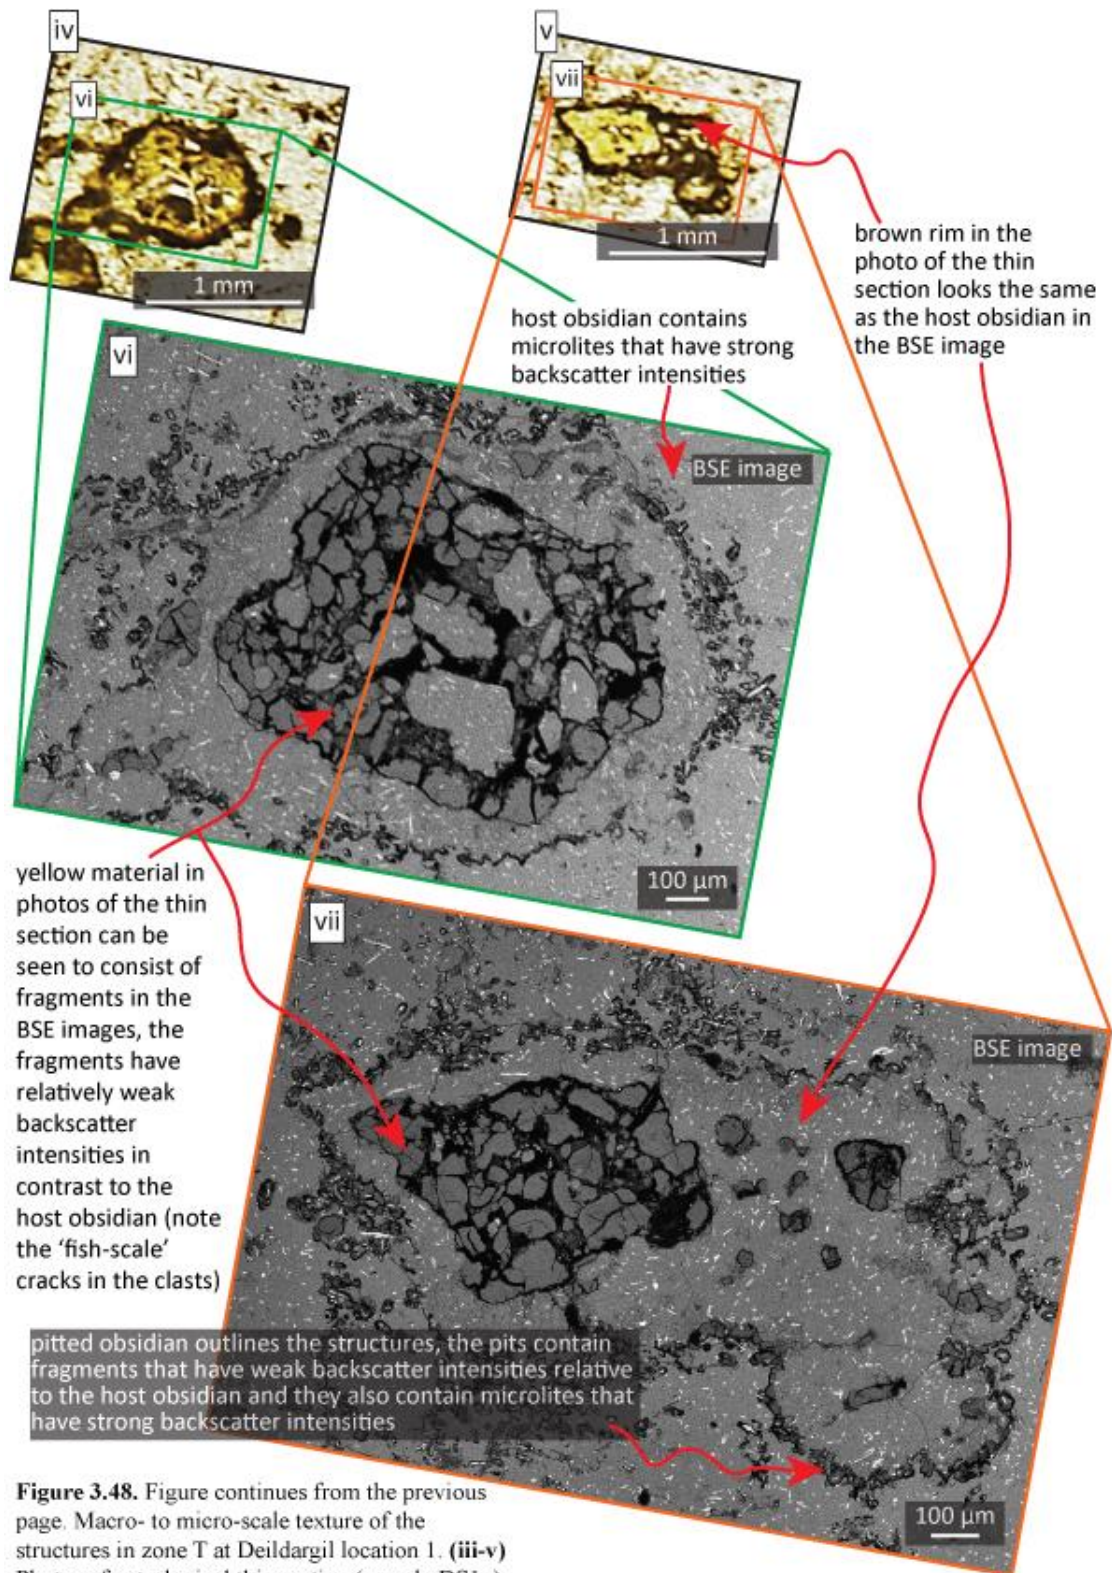 iv
vi
1 mm
v
vii
1 mm
brown rim in the
photo of the thin
section looks the same
as the host obsidian in
the BSE image
host obsidian contains
microlites that have strong
backscatter intensities
vi
BSE image
100 µm
yellow material in
photos of the thin
section can be
seen to consist of
fragments in the
BSE images, the
fragments have
relatively weak
backscatter
intensities in
contrast to the
host obsidian (note
the ‘fish-scale’
cracks in the clasts)
vii
BSE image
pitted obsidian outlines the structures, the pits contain
fragments that have weak backscatter intensities relative
to the host obsidian and they also contain microlites that
have strong backscatter intensities
100 µm
Figure 3.48. Figure continues from the previous
page. Macro- to micro-scale texture of the
structures in zone T at Deildargil location 1. (iii-v)